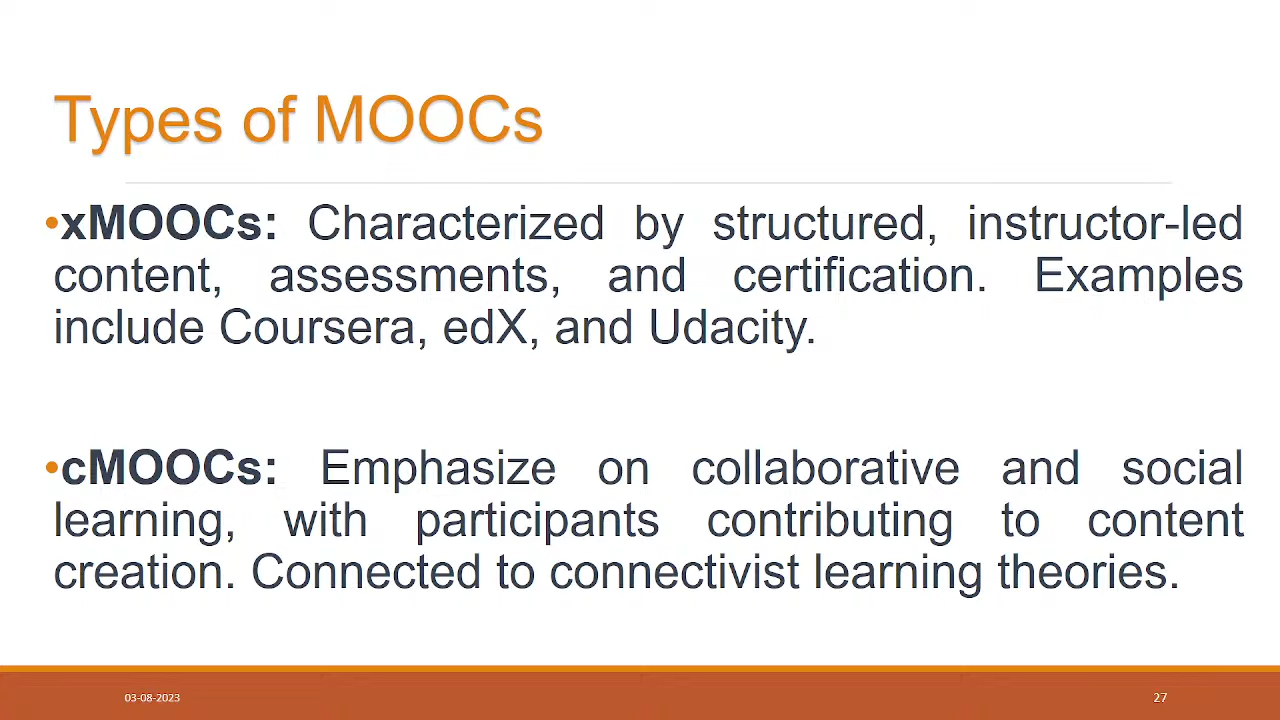 Types of MOOCs
•xMOOCs: Characterized by structured, instructor-led
content, assessments, and certification. Examples
include Coursera, edX, and Udacity.
•cMOOCs: Emphasize on collaborative and social
learning, with participants contributing to content
creation. Connected to connectivist learning theories.
03-08-2023
27